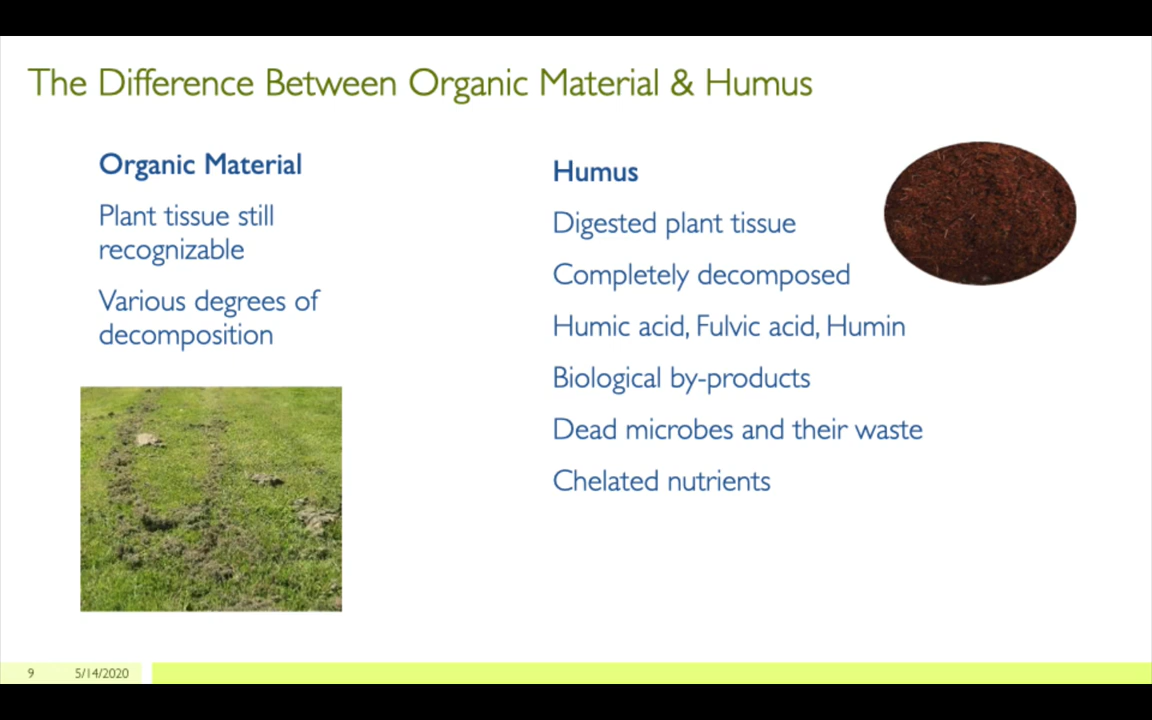 The Difference Between Organic Material & Humus
Organic Material
Plant tissue still
recognizable
Various degrees of
decomposition
Humus
Digested plant tissue
Completely decomposed
Humic acid, Fulvic acid, Humin
Biological by-products
Dead microbes and their waste
Chelated nutrients
9
5/14/2020